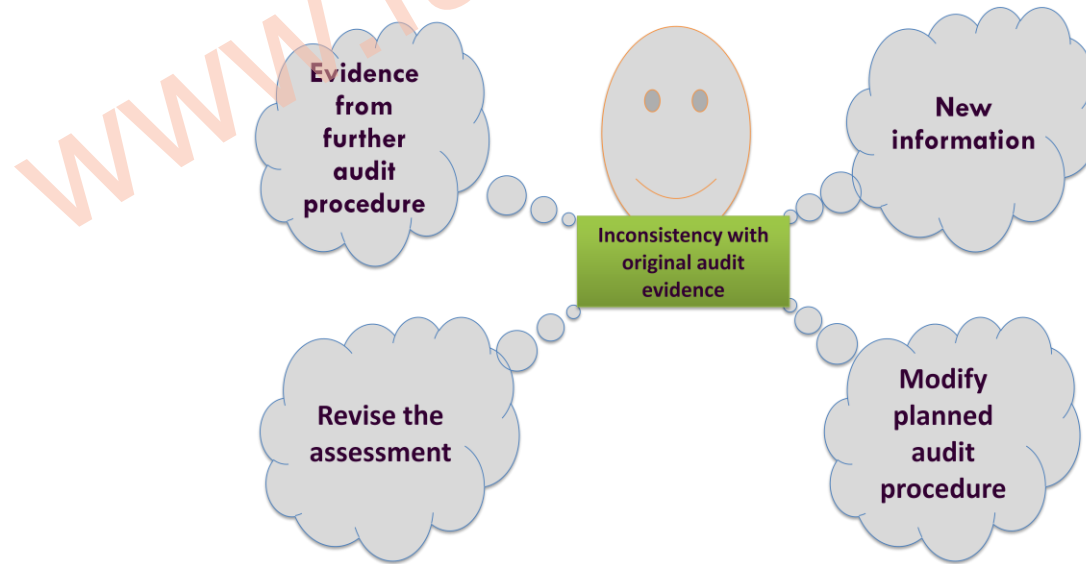 www.
Evidence
from
further
audit
procedure
New
information
Inconsistency with
original audit
evidence
Revise the
assessment
Modify
planned
audit
procedure